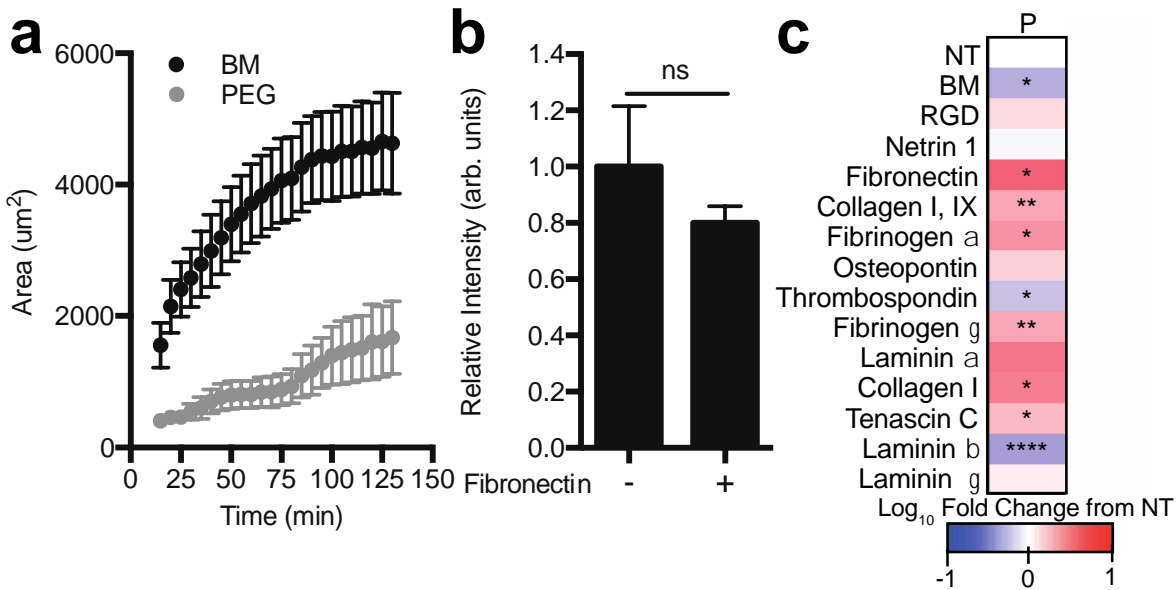 a
6000
4000
2000
0
Area (um²)
BM
PEG
0 25 50 75 100 125 150
Time (min)
b
1.4
1.2
1.0
0.8
0.6
0.4
0.2
0.0
Relative Intensity (arb. units)
ns
Fibronectin - +
c
P
NT
BM *
RGD
Netrin 1
Fibronectin *
Collagen I, IX **
Fibrinogen a *
Osteopontin
Thrombospondin *
Fibrinogen g **
Laminin a
Collagen I *
Tenascin C *
Laminin b ****
Laminin g
Log₁₀ Fold Change from NT
-1 0 1